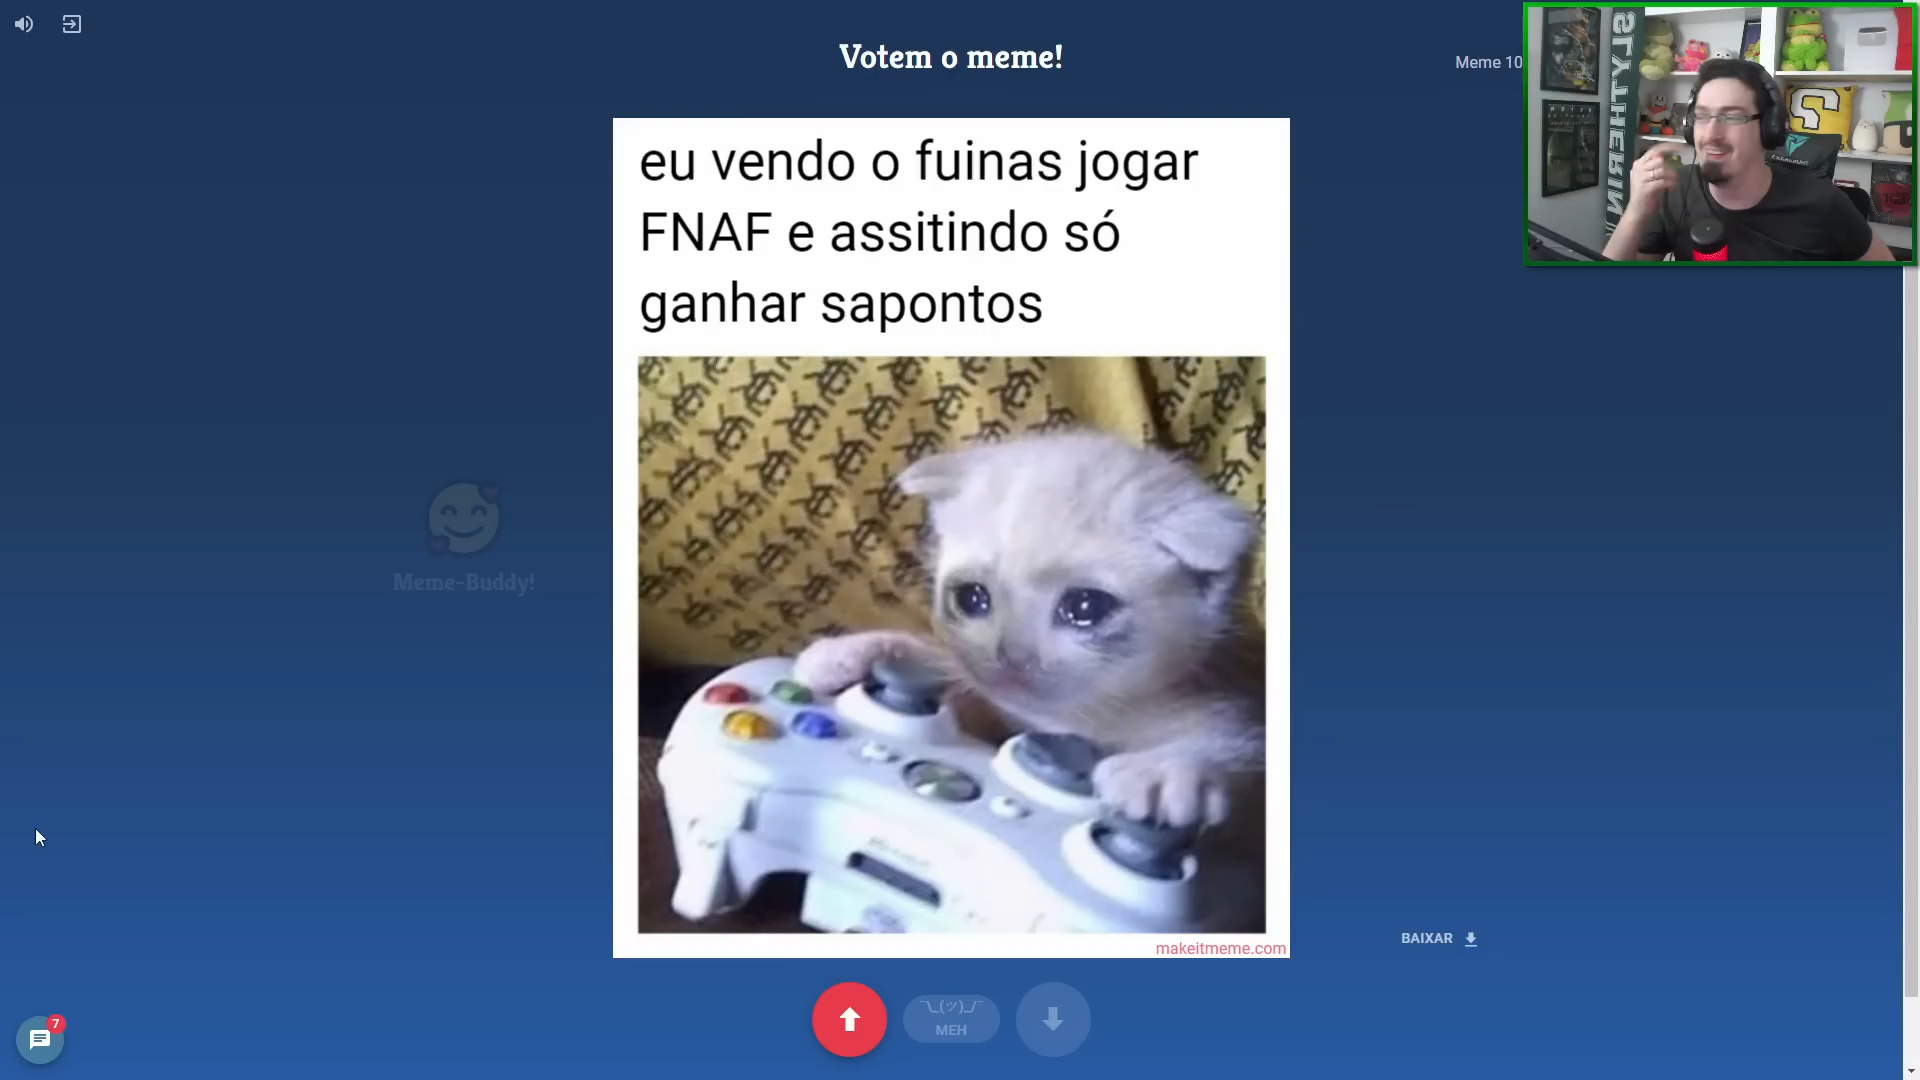 Votem o meme!
Meme 10
SLYTHERIN
eu vendo o fuinas jogar
FNAF e assitindo só
ganhar sapontos
Meme-Buddy!
BAIXAR
makeitmeme.com
¯\_(ツ)_/¯
MEH
7